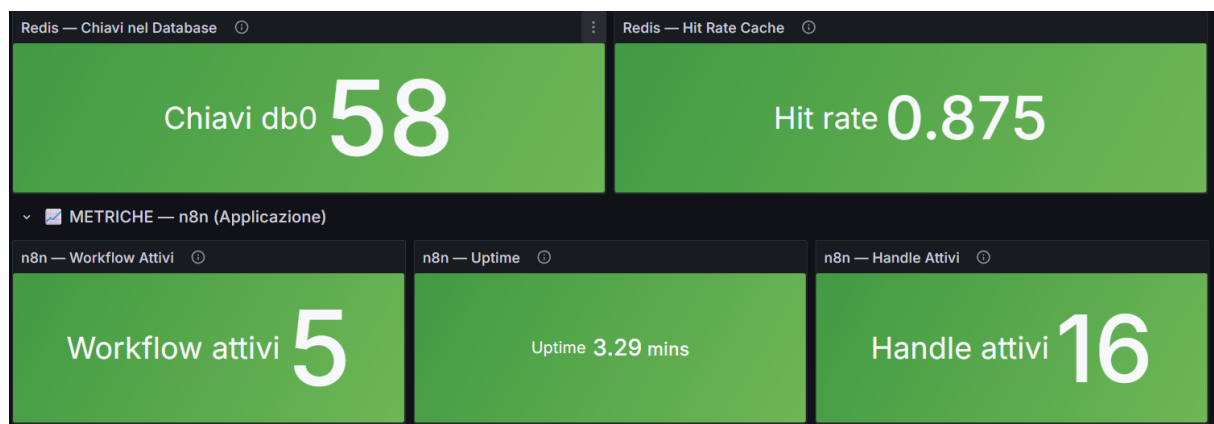 Redis — Chiavi nel Database
Redis — Hit Rate Cache
Chiavi db0 58
Hit rate 0.875
METRICHE — n8n (Applicazione)
n8n — Workflow Attivi
n8n — Uptime
n8n — Handle Attivi
Workflow attivi 5
Uptime 3.29 mins
Handle attivi 16